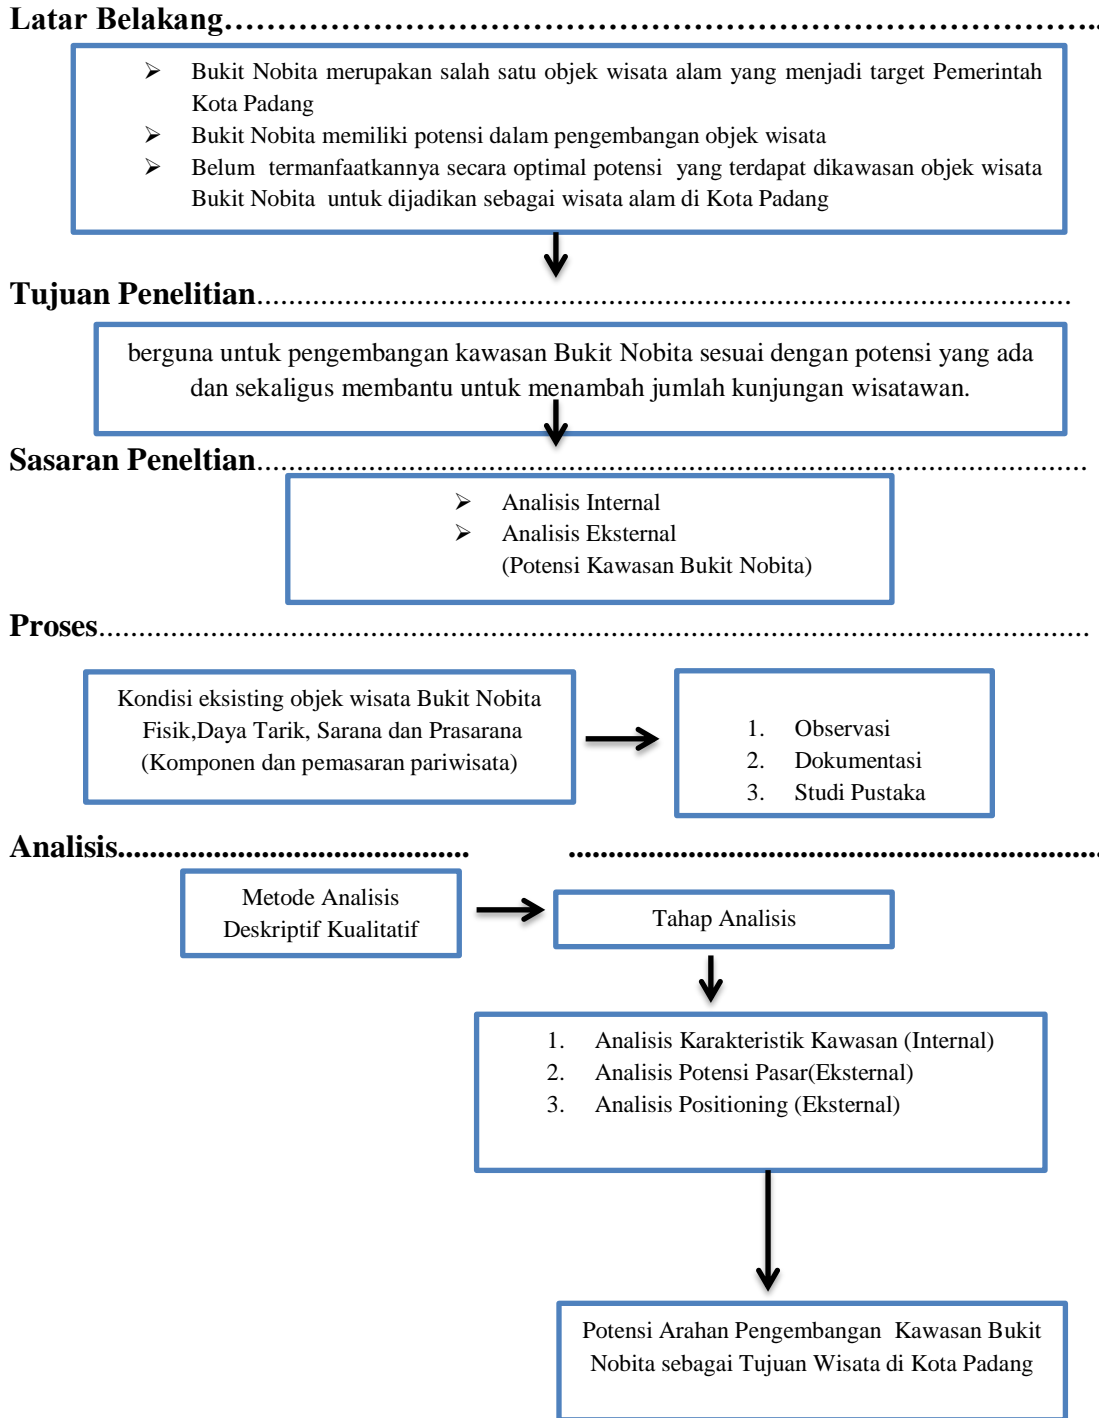 Latar Belakang……………………………………………………………………..
➢ Bukit Nobita merupakan salah satu objek wisata alam yang menjadi target Pemerintah
Kota Padang
➢ Bukit Nobita memiliki potensi dalam pengembangan objek wisata
➢ Belum termanfaatkannya secara optimal potensi yang terdapat dikawasan objek wisata
Bukit Nobita untuk dijadikan sebagai wisata alam di Kota Padang
Tujuan Penelitian......................................................................................................
berguna untuk pengembangan kawasan Bukit Nobita sesuai dengan potensi yang ada
dan sekaligus membantu untuk menambah jumlah kunjungan wisatawan.
Sasaran Peneltian........................................................................................................
➢ Analisis Internal
➢ Analisis Eksternal
(Potensi Kawasan Bukit Nobita)
Proses............................................................................................................................
Kondisi eksisting objek wisata Bukit Nobita
Fisik,Daya Tarik, Sarana dan Prasarana
(Komponen dan pemasaran pariwisata)
1. Observasi
2. Dokumentasi
3. Studi Pustaka
Analisis............................................ ...................................................................
Metode Analisis
Deskriptif Kualitatif
Tahap Analisis
1. Analisis Karakteristik Kawasan (Internal)
2. Analisis Potensi Pasar(Eksternal)
3. Analisis Positioning (Eksternal)
Potensi Arahan Pengembangan Kawasan Bukit
Nobita sebagai Tujuan Wisata di Kota Padang